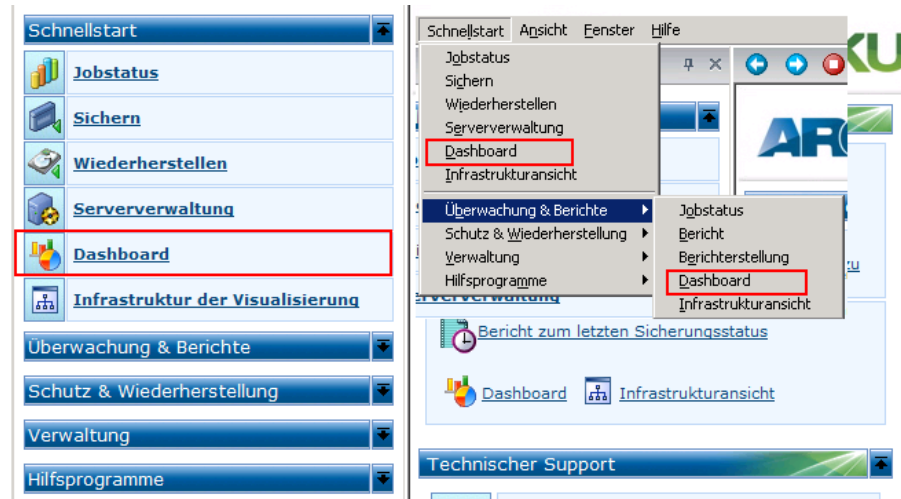 Schnellstart
Jobstatus
Sichern
Wiederherstellen
Serververwaltung
Dashboard
Infrastruktur der Visualisierung
Überwachung & Berichte
Schutz & Wiederherstellung
Verwaltung
Hilfsprogramme
Schnellstart Ansicht Fenster Hilfe
Jobstatus
Sichern
Wiederherstellen
Serververwaltung
Dashboard
Infrastrukturansicht
Überwachung & Berichte
Schutz & Wiederherstellung
Verwaltung
Hilfsprogramme
Jobstatus
Bericht
Berichterstellung
Dashboard
Infrastrukturansicht
zu
Bericht zum letzten Sicherungsstatus
Dashboard Infrastrukturansicht
Technischer Support